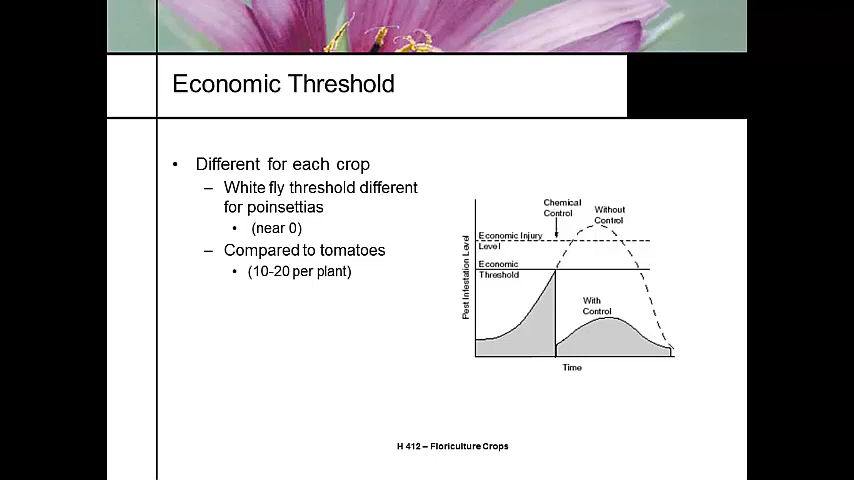 Economic Threshold
• Different for each crop
– White fly threshold different
for poinsettias
• (near 0)
– Compared to tomatoes
• (10-20 per plant)
Chemical
Control
Without
Control
Economic Injury
Level
Economic
Threshold
With
Control
Pest Infestation Level
Time
H 412 – Floriculture Crops